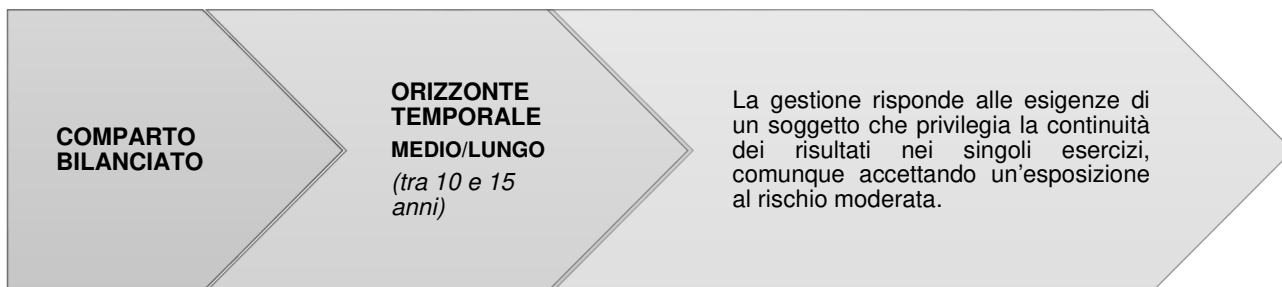 COMPARTO
BILANCIATO
ORIZZONTE
TEMPORALE
MEDIO/LUNGO
(tra 10 e 15
anni)
La gestione risponde alle esigenze di
un soggetto che privilegia la continuità
dei risultati nei singoli esercizi,
comunque accettando un’esposizione
al rischio moderata.